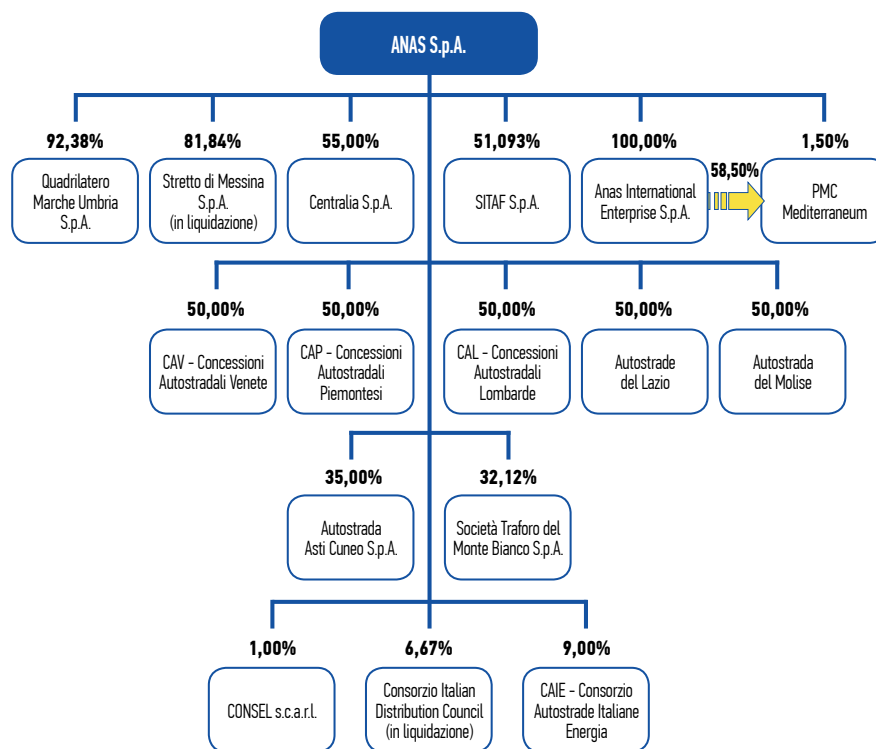 ANAS S.p.A.
92,38%
81,84%
55,00%
51,093%
100,00%
1,50%
58,50%
Quadrilatero
Marche Umbria
S.p.A.
Stretto di Messina
S.p.A.
(in liquidazione)
Centralia S.p.A.
SITAF S.p.A.
Anas International
Enterprise S.p.A.
PMC
Mediterraneum
50,00%
50,00%
50,00%
50,00%
50,00%
CAV - Concessioni
Autostradali Venete
CAP - Concessioni
Autostradali
Piemontesi
CAL - Concessioni
Autostradali
Lombarde
Autostrade
del Lazio
Autostrada
del Molise
35,00%
32,12%
Autostrada
Asti Cuneo S.p.A.
Società Traforo del
Monte Bianco S.p.A.
1,00%
6,67%
9,00%
CONSEL s.c.a.r.l.
Consorzio Italian
Distribution Council
(in liquidazione)
CAIE - Consorzio
Autostrade Italiane
Energia